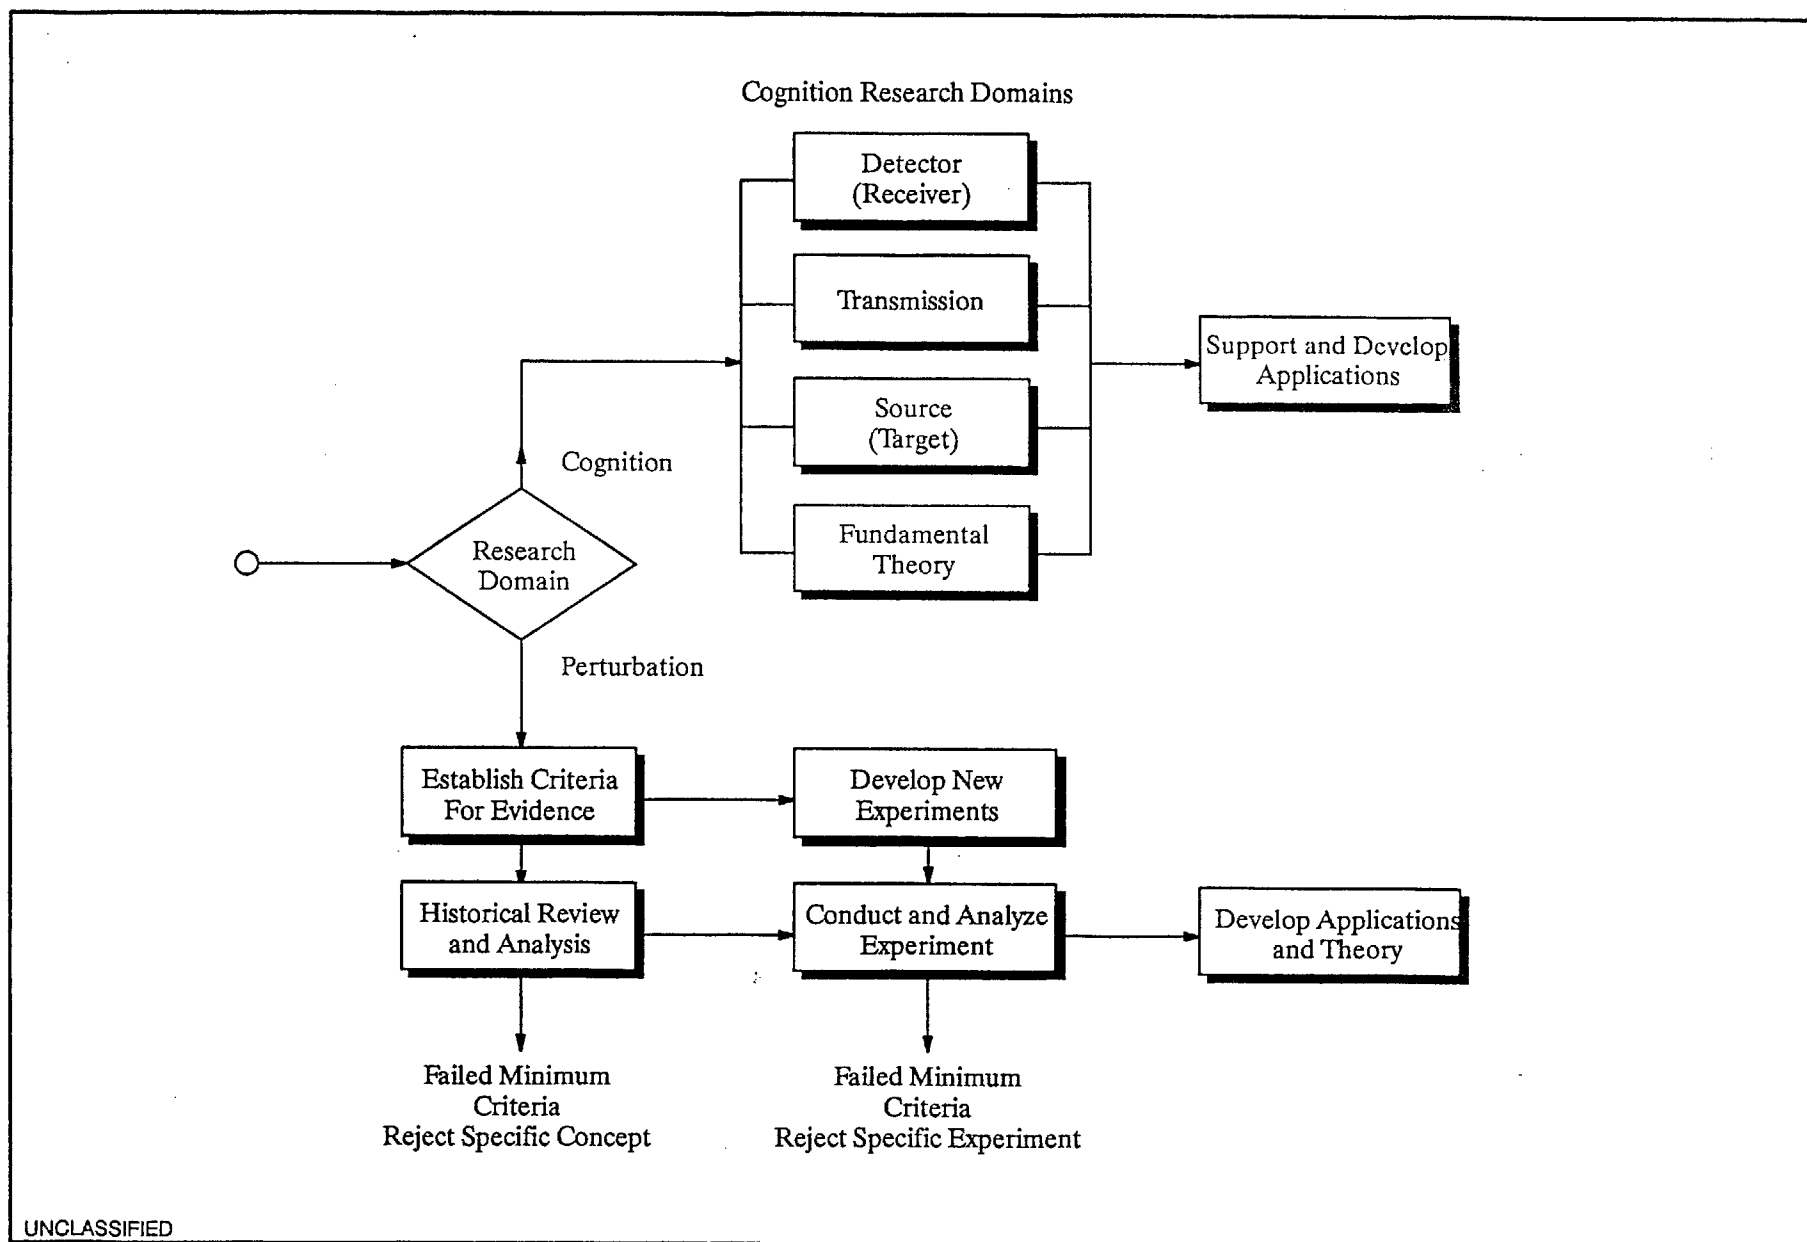 Cognition Research Domains
Detector
(Receiver)
Transmission
Support and Develop
Applications
Source
(Target)
Cognition
Fundamental
Theory
Research
Domain
Perturbation
Establish Criteria
For Evidence
Develop New
Experiments
Historical Review
and Analysis
Conduct and Analyze
Experiment
Develop Applications
and Theory
Failed Minimum
Criteria
Reject Specific Concept
Failed Minimum
Criteria
Reject Specific Experiment
UNCLASSIFIED